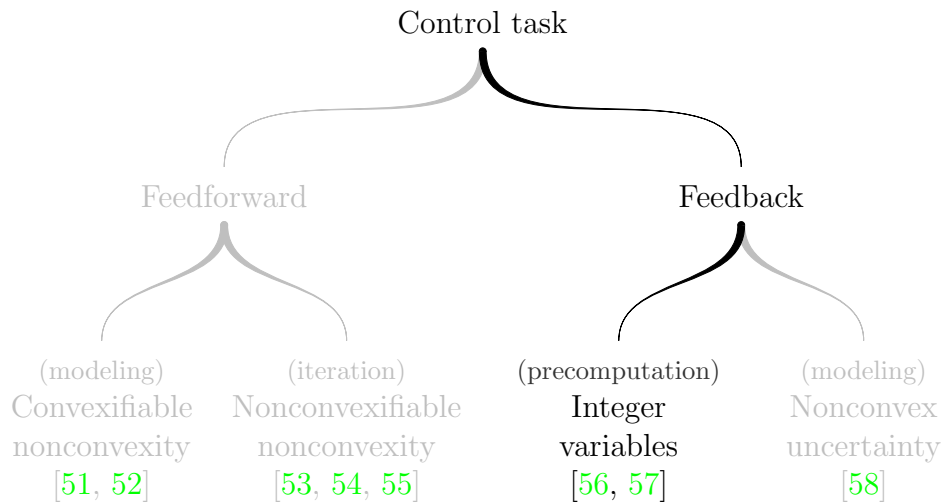 Control task
Feedforward
Feedback
(modeling)
Convexifiable
nonconvexity
[51, 52]
(iteration)
Nonconvexifiable
nonconvexity
[53, 54, 55]
(precomputation)
Integer
variables
[56, 57]
(modeling)
Nonconvex
uncertainty
[58]